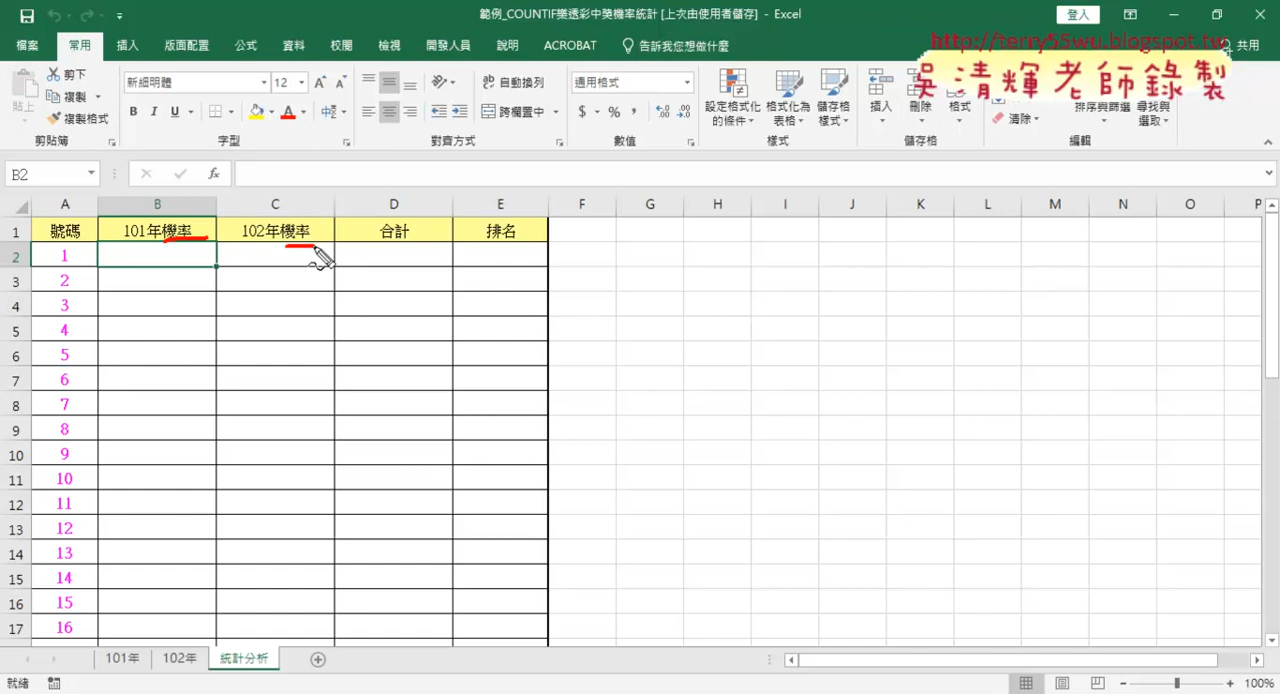 範例_COUNTIF樂透彩中獎機率統計 [上次由使用者儲存] - Excel
登入
檔案 常用 插入 版面配置 公式 資料 校閱 檢視 開發人員 說明 ACROBAT 告訴我您想做什麼 共用
http://terry55wu.blogspot.tw
吳清輝老師錄製
貼上 剪下 複製 複製格式 剪貼簿
新細明體 12 A A B I U A 中 字型
自動換列 跨欄置中 對齊方式
通用格式 $ % , 數值
設定格式化的條件 格式化為表格 儲存格樣式 樣式
插入 刪除 格式 儲存格
清除 排序與篩選 尋找與選取 編輯
B2 fx
A B C D E F G H I J K L M N O P
1 號碼 101年機率 102年機率 合計 排名
2 1
3 2
4 3
5 4
6 5
7 6
8 7
9 8
10 9
11 10
12 11
13 12
14 13
15 14
16 15
17 16
101年 102年 統計分析
就緒 100%